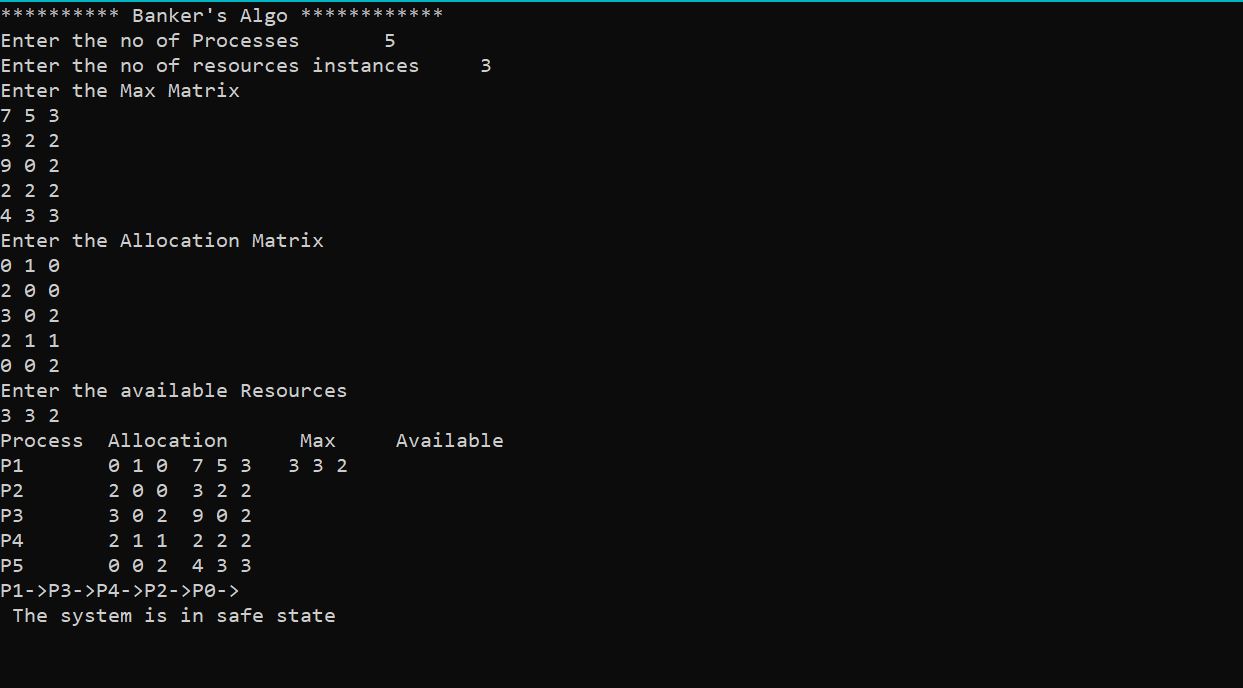 ********** Banker's Algo ************
Enter the no of Processes       5
Enter the no of resources instances     3
Enter the Max Matrix
7 5 3
3 2 2
9 0 2
2 2 2
4 3 3
Enter the Allocation Matrix
0 1 0
2 0 0
3 0 2
2 1 1
0 0 2
Enter the available Resources
3 3 2
Process  Allocation      Max     Available
P1       0 1 0  7 5 3   3 3 2
P2       2 0 0  3 2 2
P3       3 0 2  9 0 2
P4       2 1 1  2 2 2
P5       0 0 2  4 3 3
P1->P3->P4->P2->P0->
 The system is in safe state